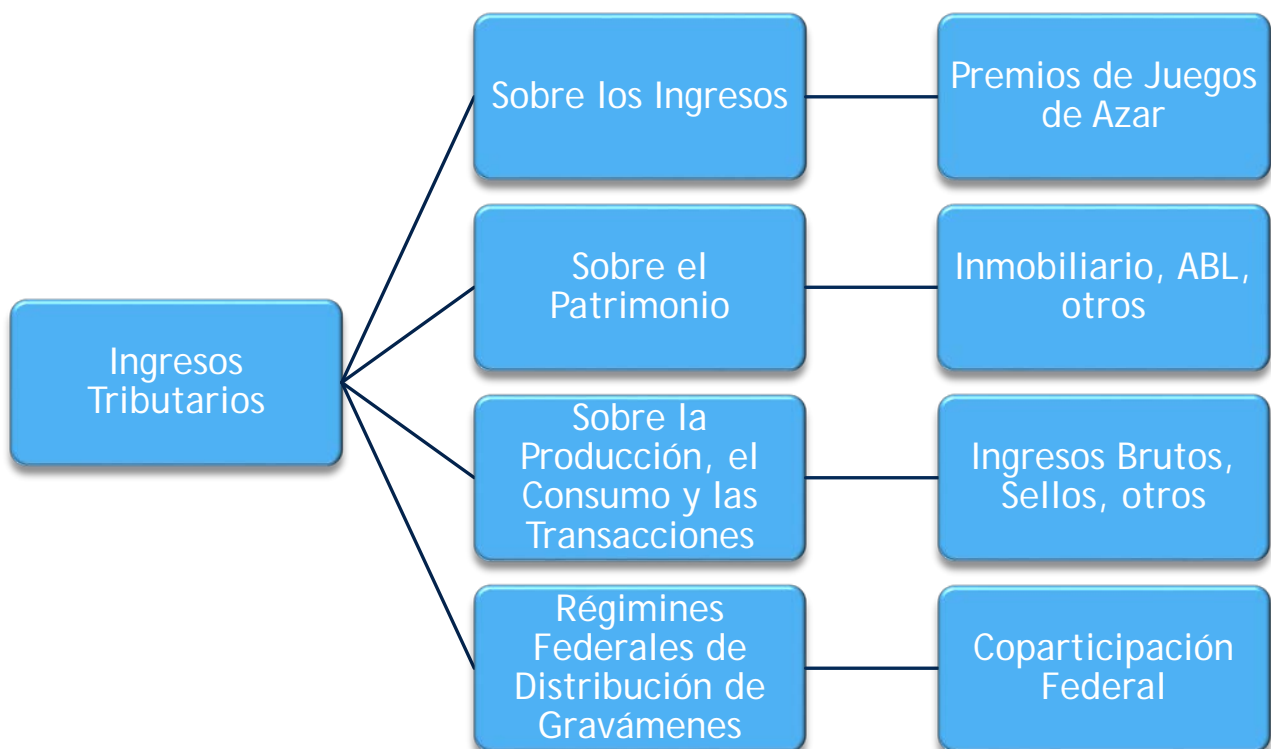 Ingresos
Tributarios
Sobre los Ingresos
Premios de Juegos
de Azar
Sobre el
Patrimonio
Inmobiliario, ABL,
otros
Sobre la
Producción, el
Consumo y las
Transacciones
Ingresos Brutos,
Sellos, otros
Régimines
Federales de
Distribución de
Gravámenes
Coparticipación
Federal